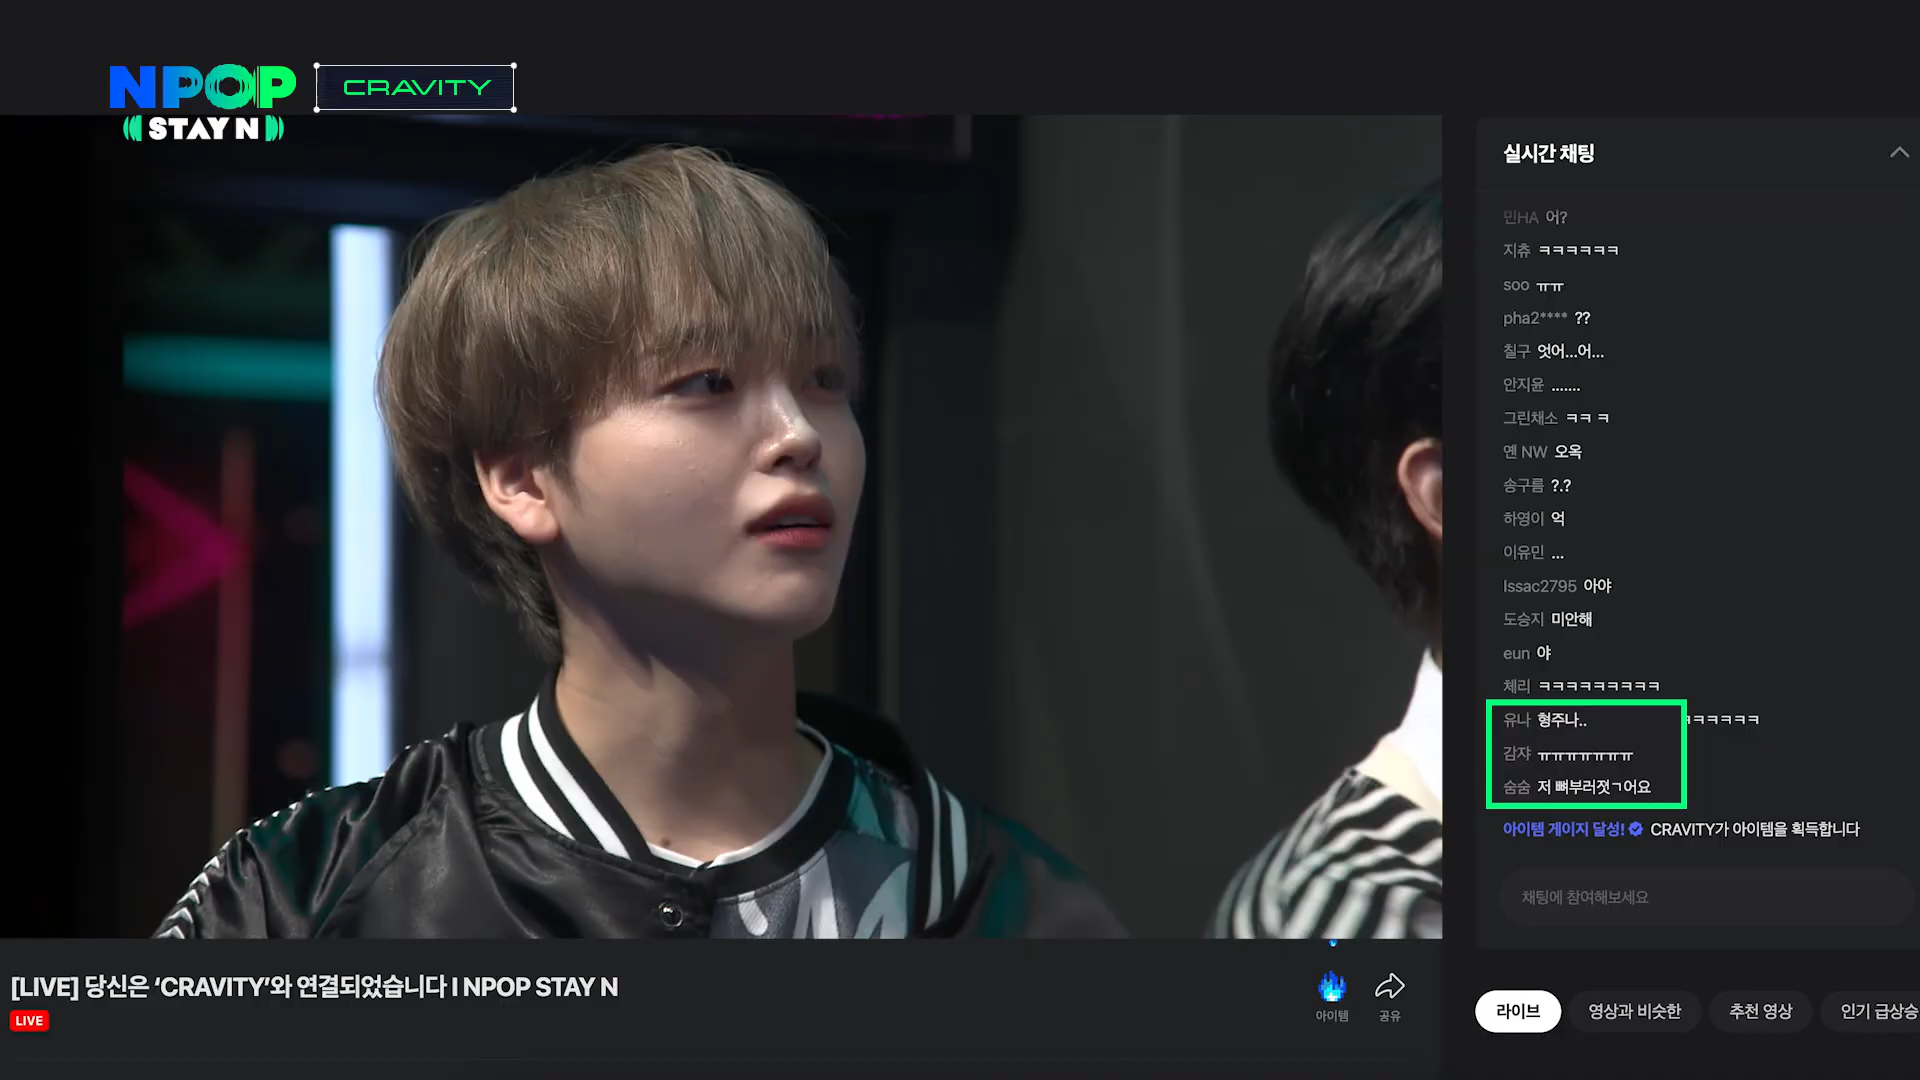 NPOP
STAY N
CRAVITY
실시간 채팅
민HA 어?
지츄 ㅋㅋㅋㅋㅋㅋ
soo ㅠㅠ
pha2**** ??
칠구 엇어...어...
안지윤 .......
그린채소 ㅋㅋ ㅋ
옌 NW 오옥
송구름 ?.?
하영이 억
이유민 ...
Issac2795 아야
도승지 미안해
eun 야
체리 ㅋㅋㅋㅋㅋㅋㅋㅋㅋ
유나 형주나.. ㅋㅋㅋㅋㅋㅋ
감쟈 ㅠㅠㅠㅠㅠㅠㅠ
숨숨 저 뼈부러졋ㄱ어요
아이템 게이지 달성! CRAVITY가 아이템을 획득합니다
채팅에 참여해보세요
[LIVE] 당신은 ‘CRAVITY’와 연결되었습니다 I NPOP STAY N
LIVE
아이템
공유
라이브
영상과 비슷한
추천 영상
인기 급상승